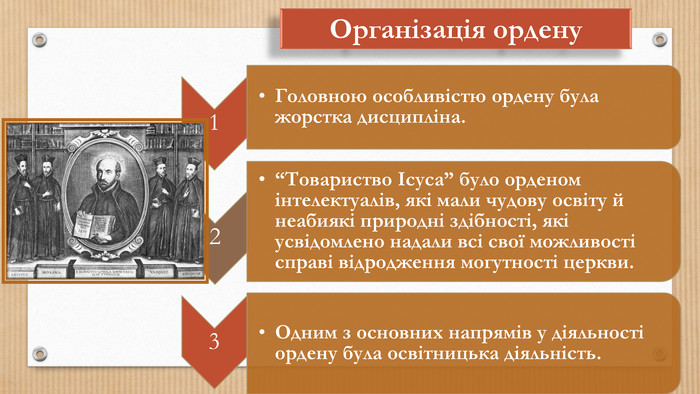 Організація ордену
1
• Головною особливістю ордену була
жорстка дисципліна.
2
• “Товариство Ісуса” було орденом
інтелектуалів, які мали чудову освіту й
неабиякі природні здібності, які
усвідомлено надали всі свої можливості
справі відродження могутності церкви.
3
• Одним з основних напрямів у діяльності
ордену була освітницька діяльність.